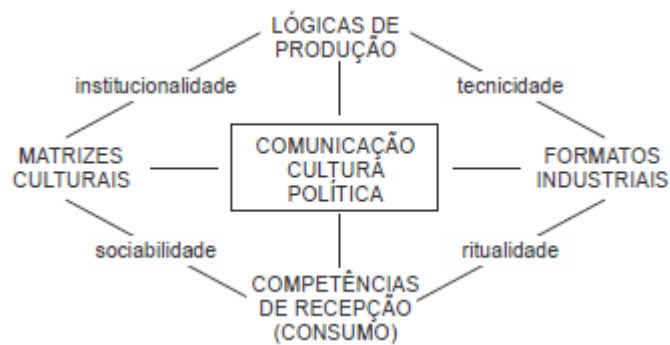 LÓGICAS DE
PRODUÇÃO
institucionalidade
tecnicidade
MATRIZES
CULTURAIS
COMUNICAÇÃO
CULTURA
POLÍTICA
FORMATOS
INDUSTRIAIS
sociabilidade
ritualidade
COMPETÊNCIAS
DE RECEPÇÃO
(CONSUMO)